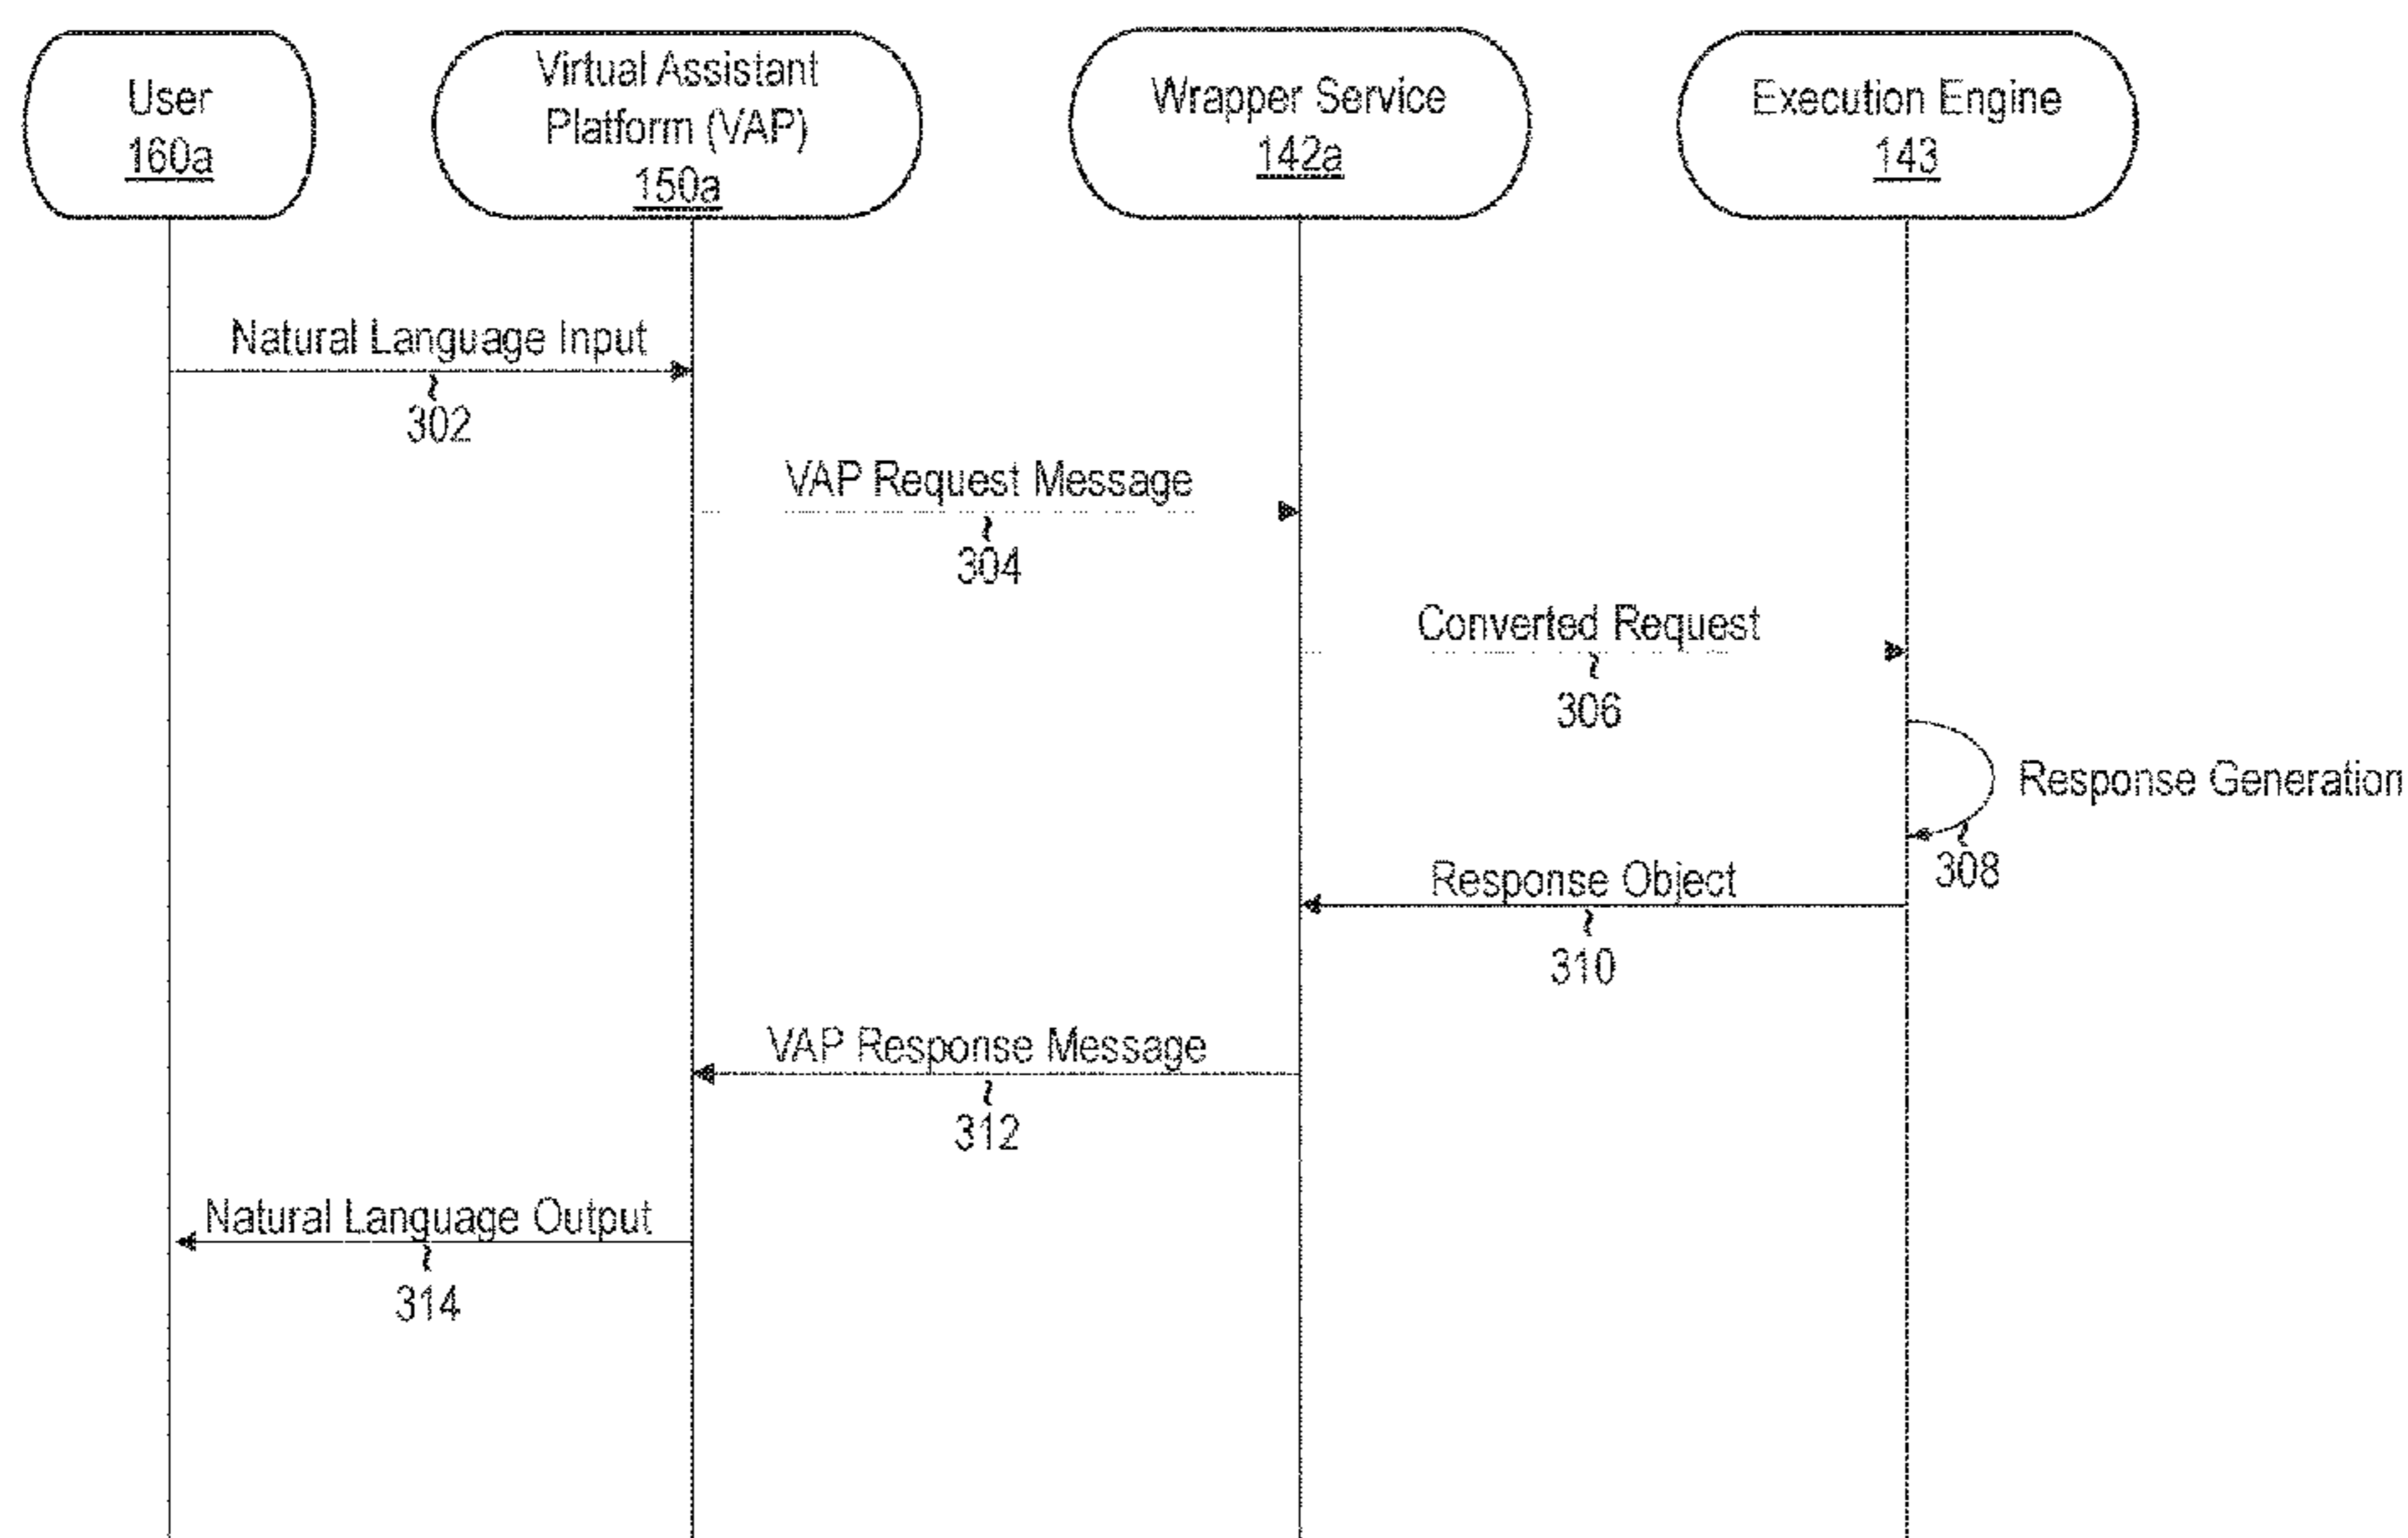 User
160a
Virtual Assistant
Platform (VAP)
150a
Wrapper Service
142a
Execution Engine
143
Natural Language Input
302
VAP Request Message
304
Converted Request
306
Response Generation
308
Response Object
310
VAP Response Message
312
Natural Language Output
314